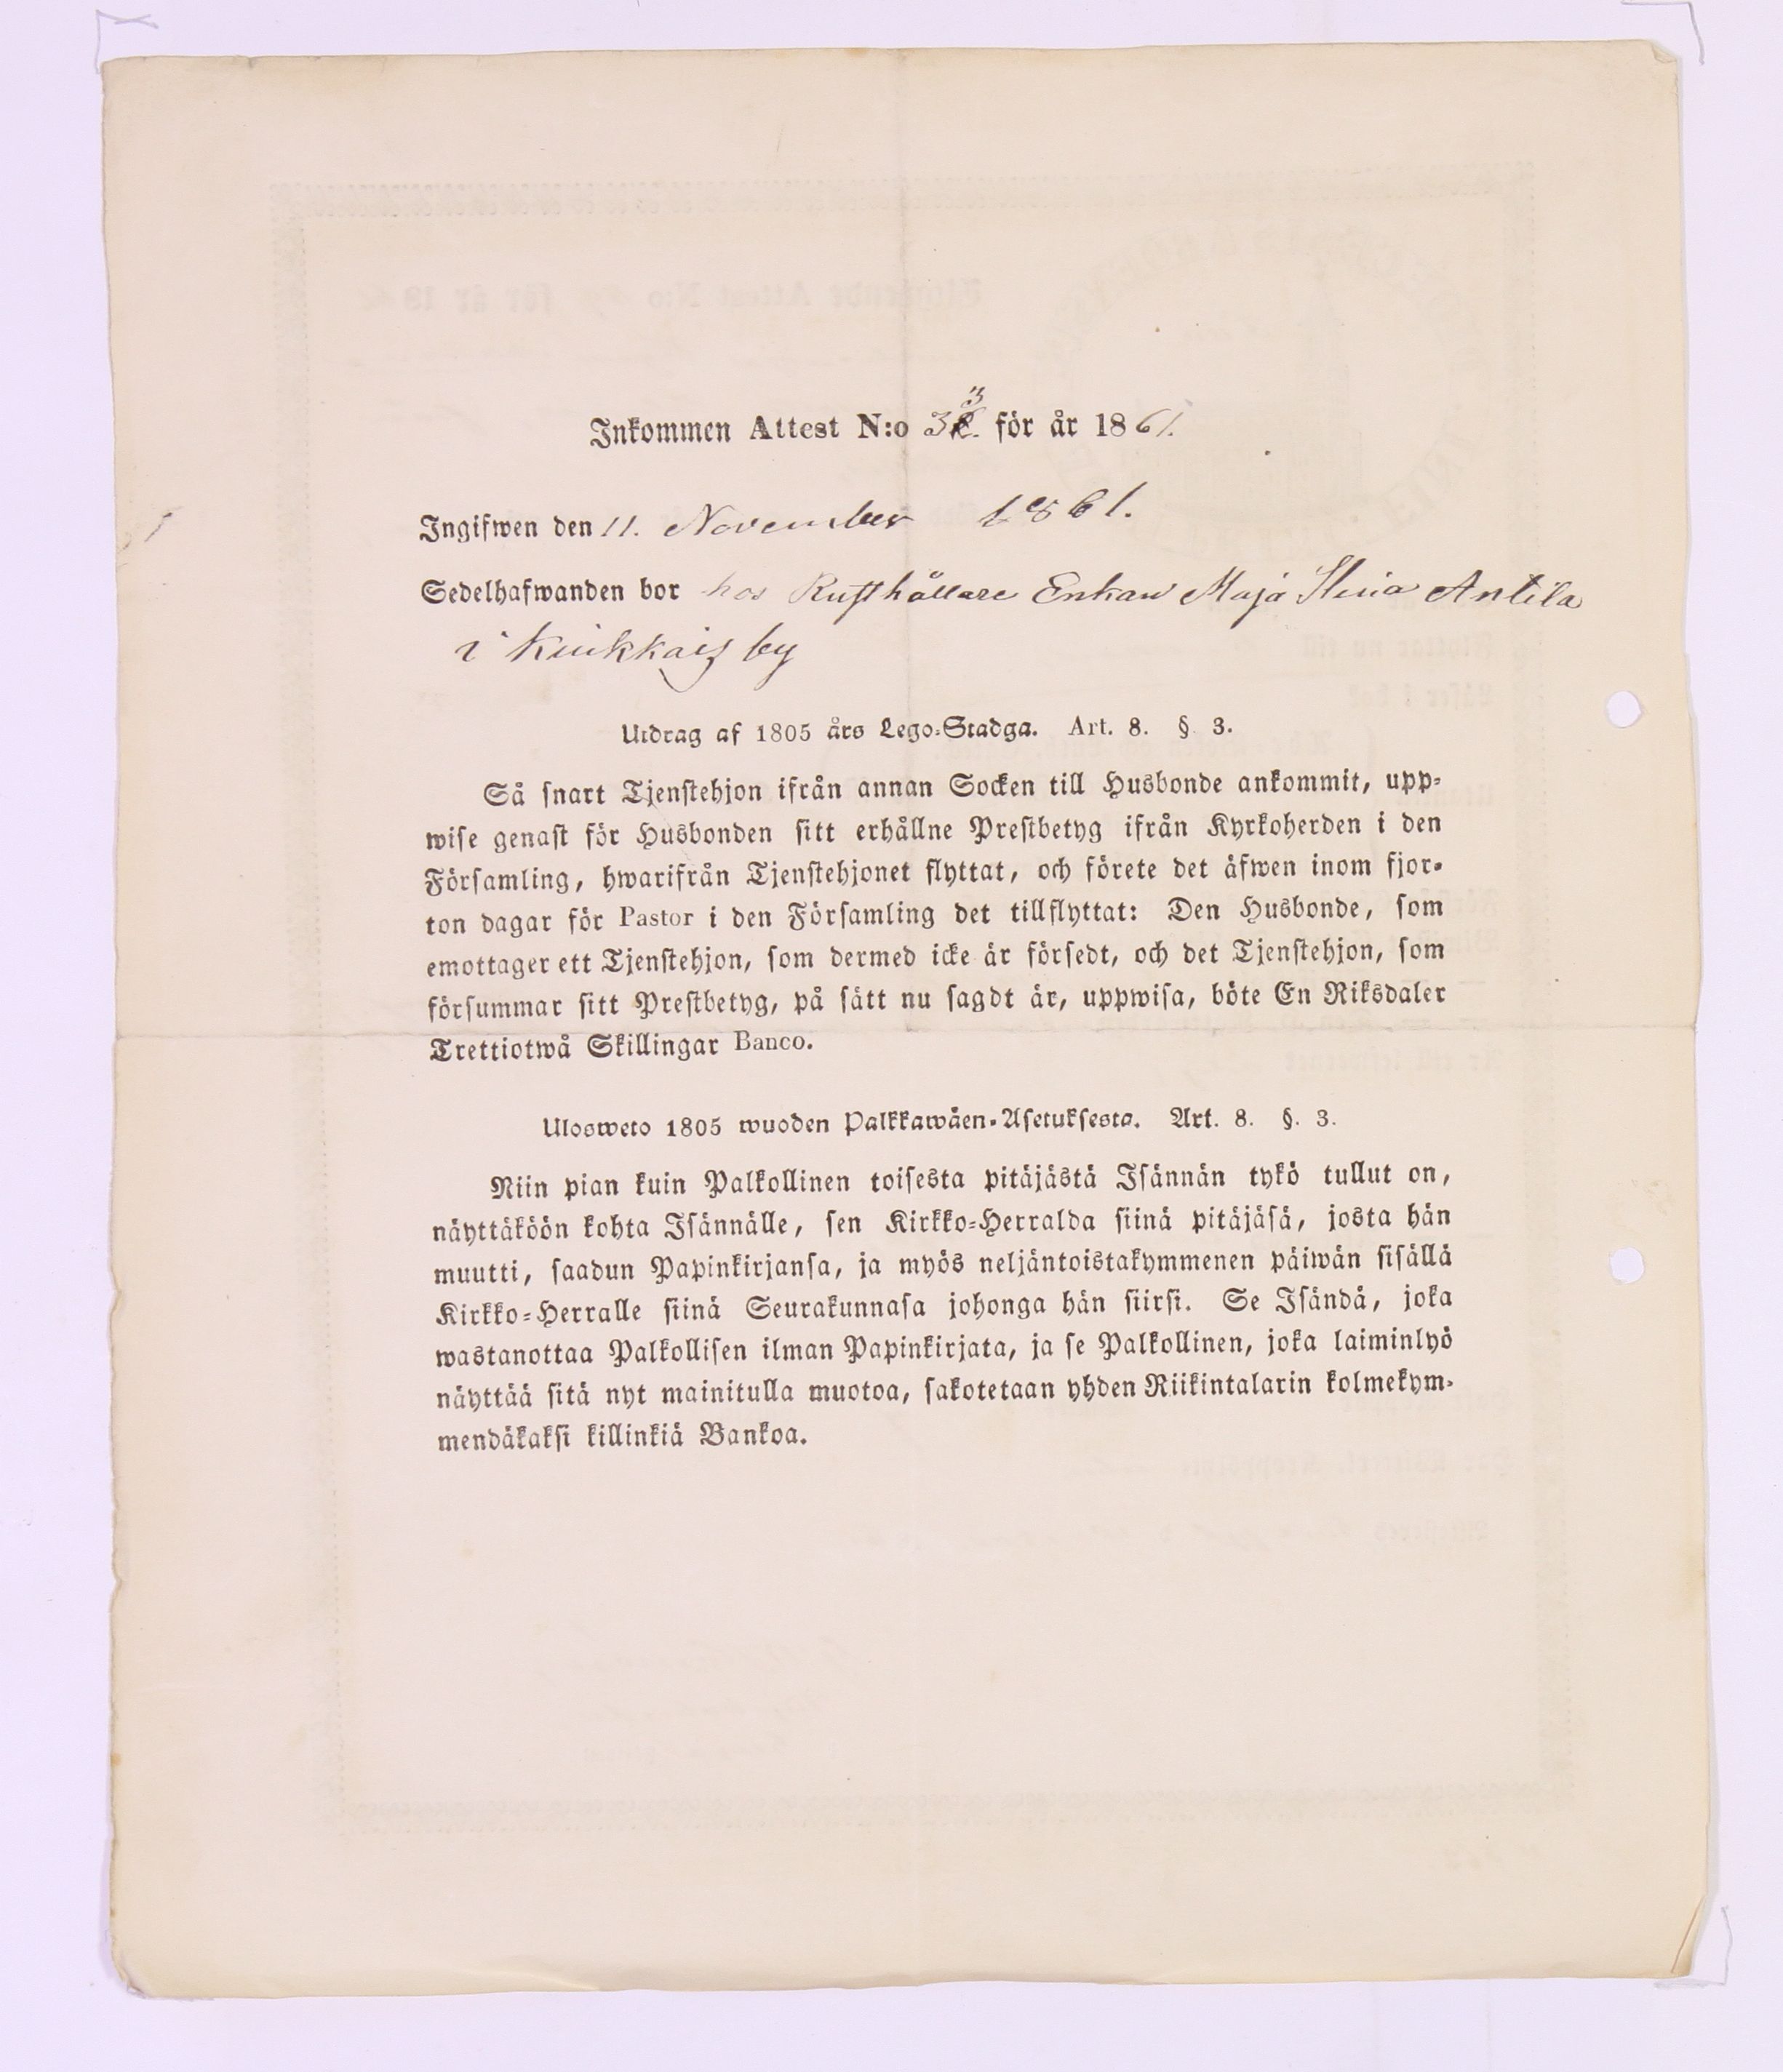 Inkommen Attest N:o 33. för år 1861.
Ingifwen den 11. November 1861.
Sedelhafwanden bor hos Rusthållare Enkan Maja Stina Antila
i Kuikkais by
Utdrag af 1805 års Lego-Stadga. Art. 8. §. 3.
Så snart Tjenstehjon ifrån annan Socken till Husbonde ankommit, upp-
wise genast för Husbonden sitt erhållne Prestbetyg ifrån Kyrkoherden i den
Församling, hwarifrån Tjenstehjonet flyttat, och förete det äfwen inom fjor-
ton dagar för Pastor i den Församling det tillflyttat: Den Husbonde, som
emottager ett Tjenstehjon, som dermed icke är försedt, och det Tjenstehjon, som
försummar sitt Prestbetyg, på sätt nu sagdt är, uppwisa, böte En Riksdaler
Trettiotwå Skillingar Banco.
Ulosweto 1805 wuoden Palkkawäen-Asetuksesta. Art. 8. §. 3.
Niin pian kuin Palkollinen toisesta pitäjästä Isännän tykö tullut on,
näyttäköön kohta Isännälle, sen Kirkko-Herralda siinä pitäjäsä, josta hän
muutti, saadun Papinkirjansa, ja myös neljäntoistakymmenen päiwän sisällä
Kirkko-Herralle siinä Seurakunnasa johonga hän siirsi. Se Isändä, joka
wastanottaa Palkollisen ilman Papinkirjata, ja se Palkollinen, joka laiminlyö
näyttää sitä nyt mainitulla muotoa, sakotetaan yhden Riikintalarin kolmekym-
mendäkaksi killinkiä Bankoa.